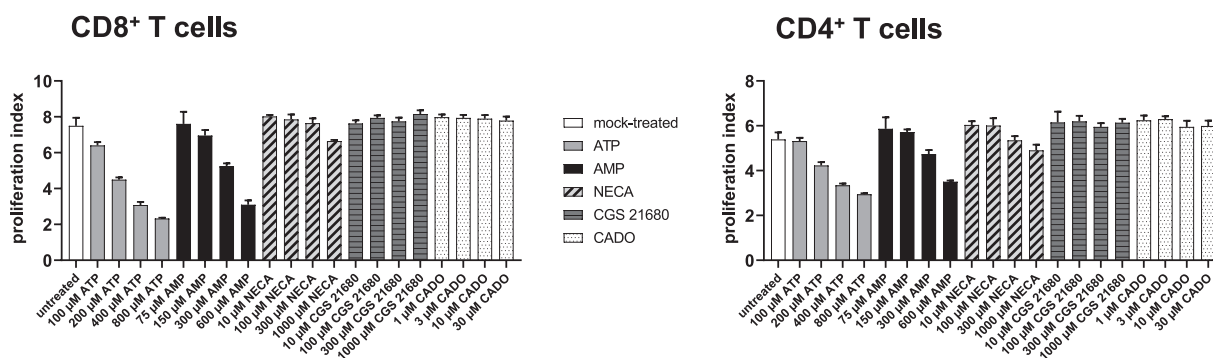 CD8+ T cells
proliferation index
10
8
6
4
2
0
untreated
100 µM ATP
200 µM ATP
400 µM ATP
800 µM ATP
75 µM AMP
150 µM AMP
300 µM AMP
600 µM AMP
10 µM NECA
100 µM NECA
300 µM NECA
1000 µM NECA
10 µM CGS 21680
100 µM CGS 21680
300 µM CGS 21680
1000 µM CGS 21680
1 µM CADO
3 µM CADO
10 µM CADO
30 µM CADO
mock-treated
ATP
AMP
NECA
CGS 21680
CADO
CD4+ T cells
proliferation index
8
6
4
2
0
untreated
100 µM ATP
200 µM ATP
400 µM ATP
800 µM ATP
75 µM AMP
150 µM AMP
300 µM AMP
600 µM AMP
10 µM NECA
100 µM NECA
300 µM NECA
1000 µM NECA
10 µM CGS 21680
100 µM CGS 21680
300 µM CGS 21680
1000 µM CGS 21680
1 µM CADO
3 µM CADO
10 µM CADO
30 µM CADO